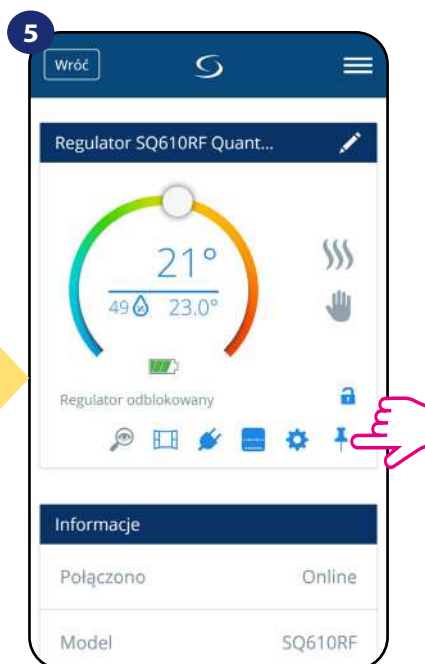 5
Wróć
Regulator SQ610RF Quant...
21°
49 23.0°
Regulator odblokowany
Informacje
Połączono Online
Model SQ610RF